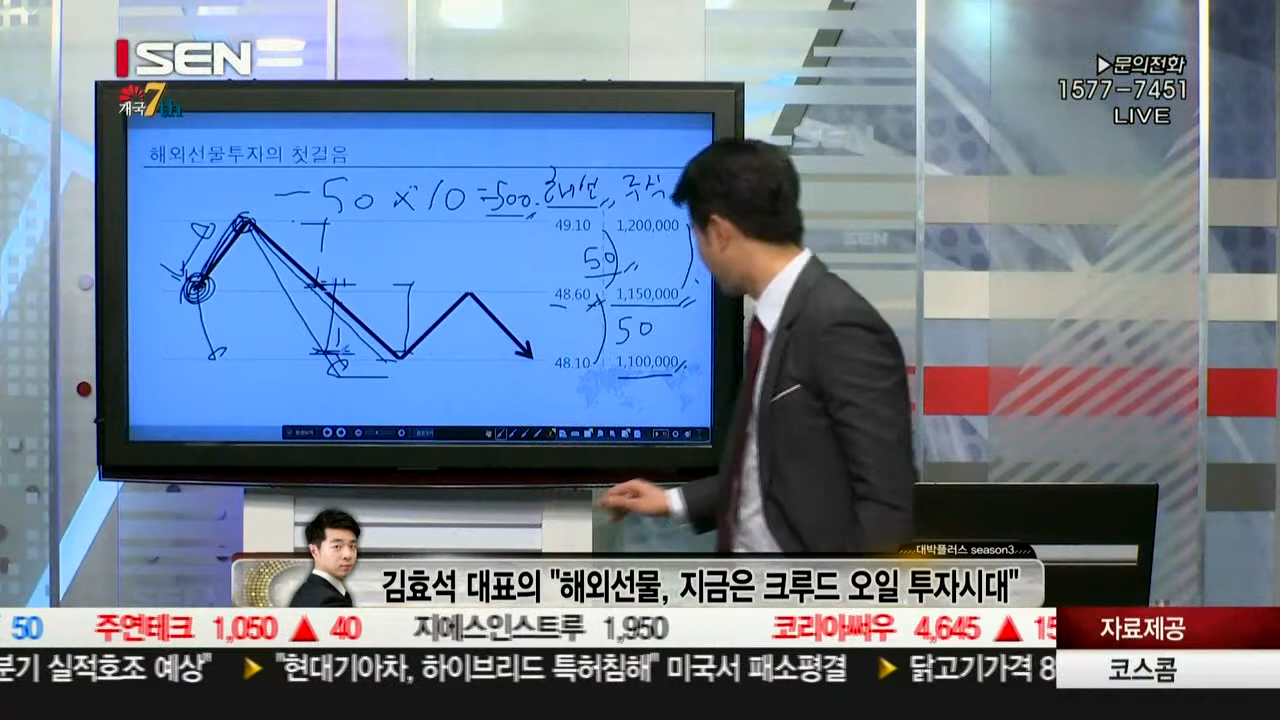 SEN
개국7th
▶문의전화
1577-7451
LIVE
해외선물투자의 첫걸음
-50 x 10 = 500.
주식
49.10 1,200,000
50
48.60 1,150,000
50
48.10 1,100,000
대박플러스 season3
김효석 대표의 "해외선물, 지금은 크루드 오일 투자시대"
50 주연테크 1,050 ▲ 40 지에스인스트루 1,950 코리아써우 4,645 ▲ 15
자료제공
분기 실적호조 예상" ▶ "현대기아차, 하이브리드 특허침해" 미국서 패소평결 ▶ 닭고기가격 8
코스콤